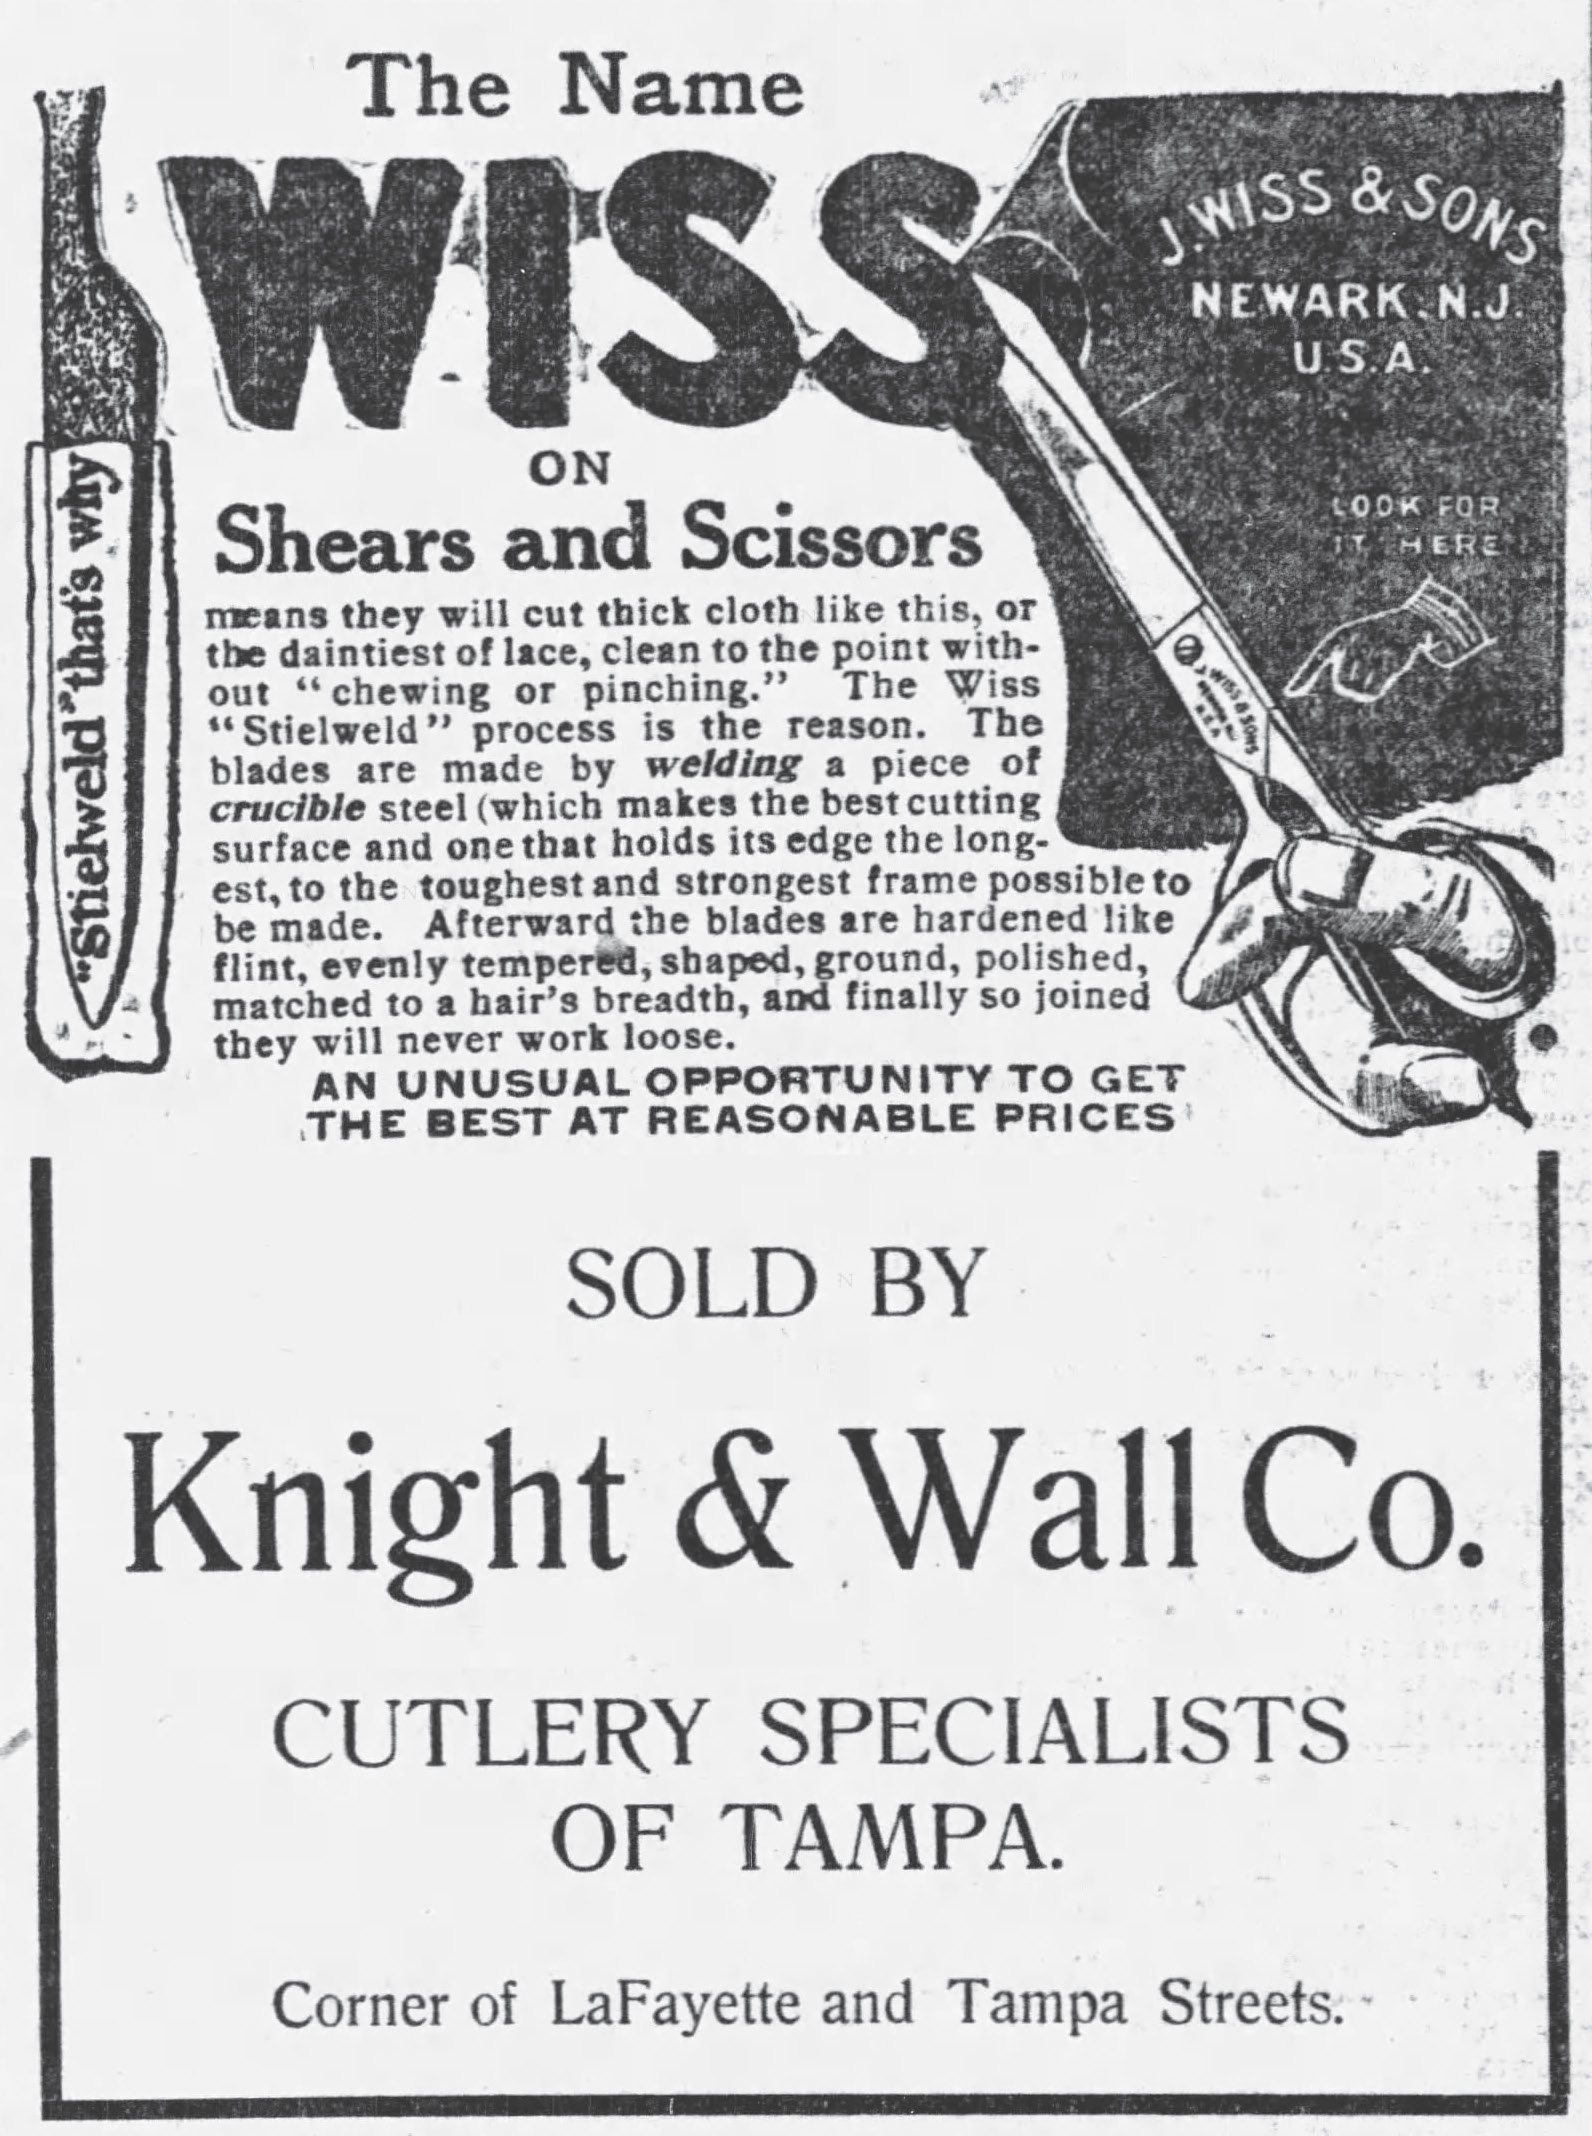 The Name
WISS
J. WISS & SONS
NEWARK. N.J.
U.S.A.
LOOK FOR
IT HERE
J. WISS & SONS
NEWARK N.J.
U.S.A.
"Stielweld" that's why
ON
Shears and Scissors
means they will cut thick cloth like this, or
the daintiest of lace, clean to the point with-
out "chewing or pinching." The Wiss
"Stielweld" process is the reason. The
blades are made by welding a piece of
crucible steel (which makes the best cutting
surface and one that holds its edge the long-
est, to the toughest and strongest frame possible to
be made. Afterward the blades are hardened like
flint, evenly tempered, shaped, ground, polished,
matched to a hair's breadth, and finally so joined
they will never work loose.
AN UNUSUAL OPPORTUNITY TO GET
THE BEST AT REASONABLE PRICES
SOLD BY
Knight & Wall Co.
CUTLERY SPECIALISTS
OF TAMPA.
Corner of LaFayette and Tampa Streets.